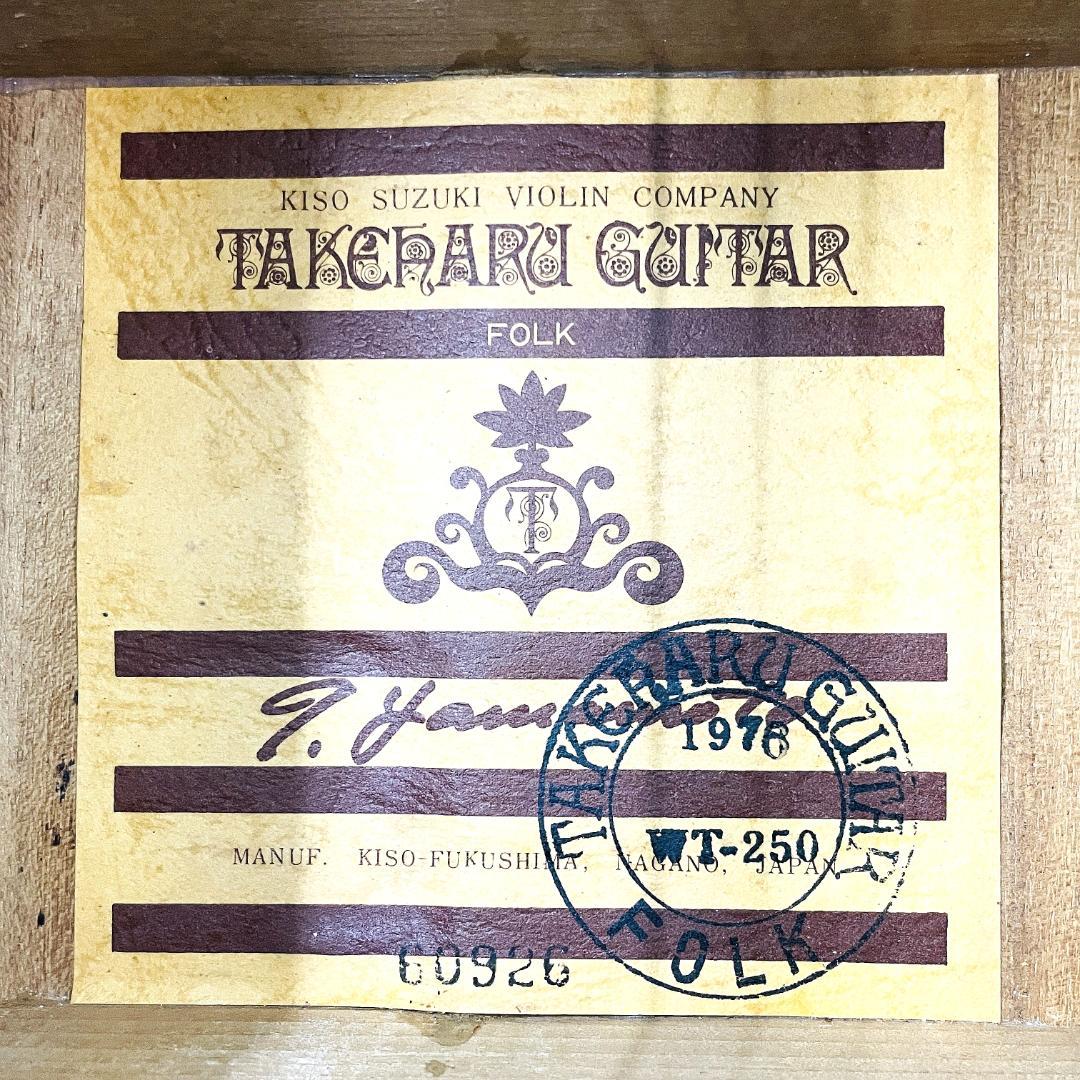 KISO SUZUKI VIOLIN COMPANY
TAKEHARU GUITAR
FOLK
T
TAKEHARU GUITAR
1976
WT-250
FOLK
MANUF. KISO-FUKUSHIMA, NAGANO, JAPAN
60926